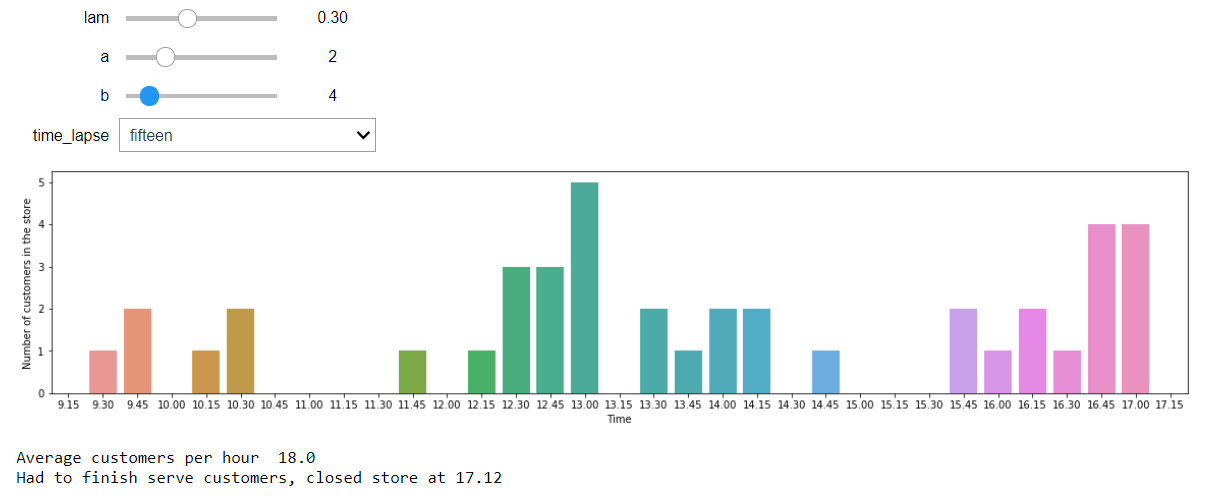 lam 0.30
a 2
b 4
time_lapse fifteen
5
4
3
2
1
0
Number of customers in the store
9.15 9.30 9.45 10.00 10.15 10.30 10.45 11.00 11.15 11.30 11.45 12.00 12.15 12.30 12.45 13.00 13.15 13.30 13.45 14.00 14.15 14.30 14.45 15.00 15.15 15.30 15.45 16.00 16.15 16.30 16.45 17.00 17.15
Time
Average customers per hour  18.0
Had to finish serve customers, closed store at 17.12